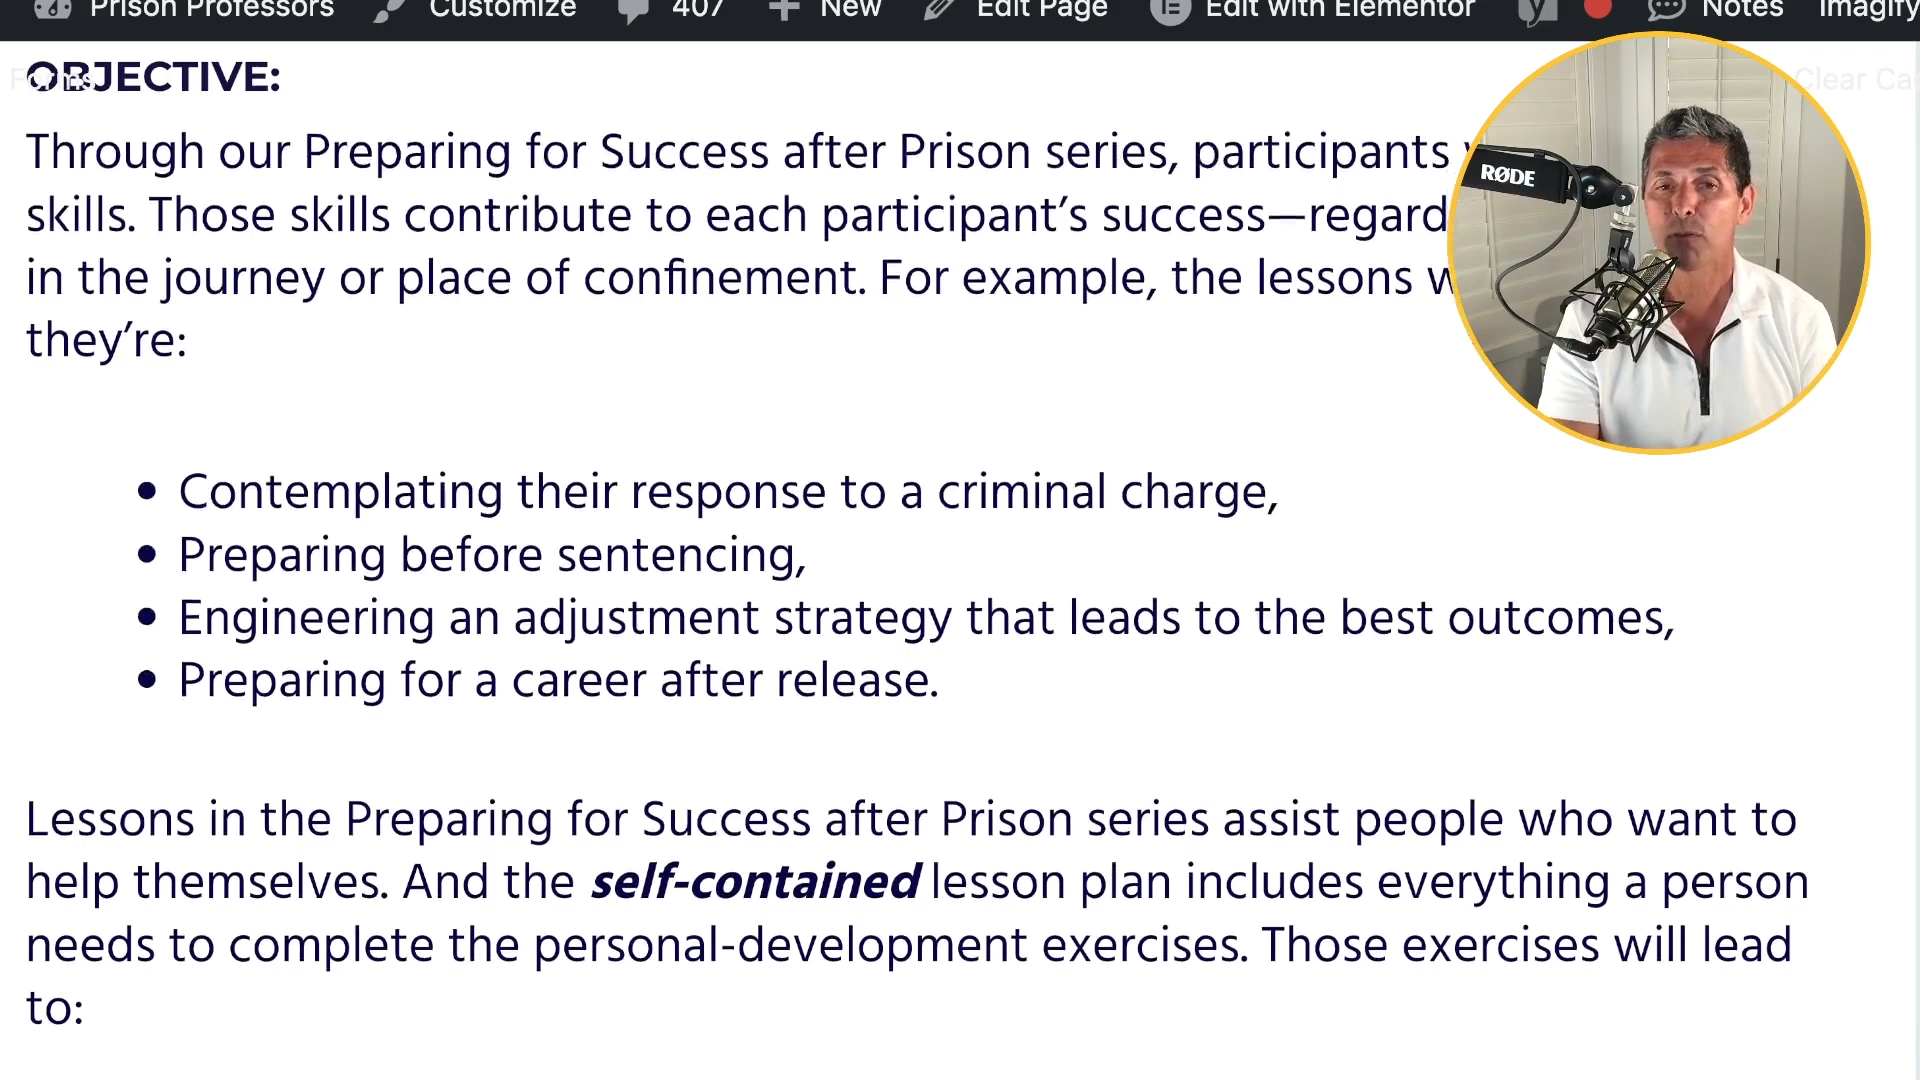 Prison Professors Customize 407 New Edit Page Edit with Elementor Notes Imagify
Forms Clear
OBJECTIVE:
Through our Preparing for Success after Prison series, participants
skills. Those skills contribute to each participant’s success—regard
in the journey or place of confinement. For example, the lessons
they’re:
RØDE
• Contemplating their response to a criminal charge,
• Preparing before sentencing,
• Engineering an adjustment strategy that leads to the best outcomes,
• Preparing for a career after release.
Lessons in the Preparing for Success after Prison series assist people who want to
help themselves. And the self-contained lesson plan includes everything a person
needs to complete the personal-development exercises. Those exercises will lead
to: